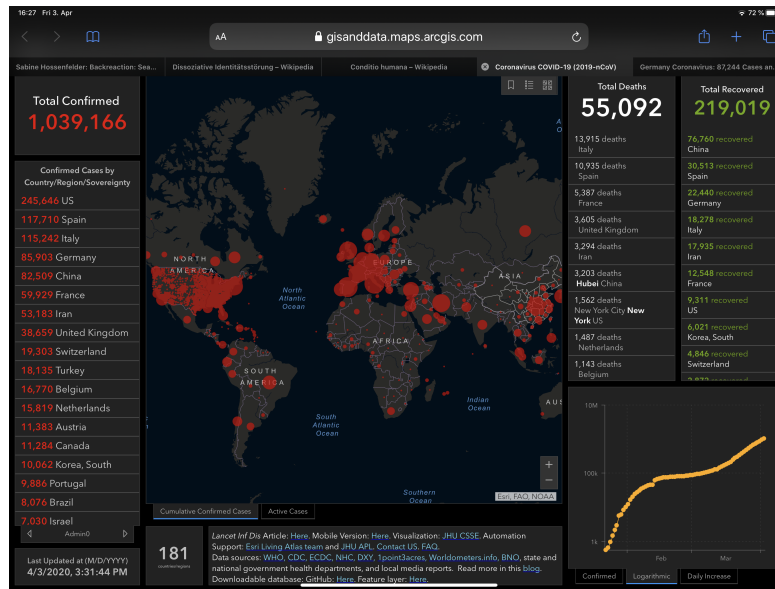 16:27 Fri 3. Apr
72 %
AA
gisanddata.maps.arcgis.com
Sabine Hossenfelder: Backreaction: Sea...
Dissoziative Identitätsstörung – Wikipedia
Conditio humana – Wikipedia
Coronavirus COVID-19 (2019-nCoV)
Germany Coronavirus: 87,244 Cases an
Total Confirmed
1,039,166
Confirmed Cases by
Country/Region/Sovereignty
245,646 US
117,710 Spain
115,242 Italy
85,903 Germany
82,509 China
59,929 France
53,183 Iran
38,659 United Kingdom
19,303 Switzerland
18,135 Turkey
16,770 Belgium
15,819 Netherlands
11,383 Austria
11,284 Canada
10,062 Korea, South
9,886 Portugal
8,076 Brazil
7,030 Israel
Admin0
Last Updated at (M/D/YYYY)
4/3/2020, 3:31:44 PM
NORTH
AMERICA
EUROPE
ASIA
North
Atlantic
Ocean
AFRICA
SOUTH
AMERICA
Indian
Ocean
AUS
South
Atlantic
Ocean
Southern
Ocean
A
O
+
−
Esri, FAO, NOAA
Cumulative Confirmed Cases
Active Cases
181
countries/regions
Lancet Inf Dis Article: Here. Mobile Version: Here. Visualization: JHU CSSE. Automation
Support: Esri Living Atlas team and JHU APL. Contact US. FAQ.
Data sources: WHO, CDC, ECDC, NHC, DXY, 1point3acres, Worldometers.info, BNO, state and
national government health departments, and local media reports. Read more in this blog.
Downloadable database: GitHub: Here. Feature layer: Here.
Total Deaths
55,092
13,915 deaths
Italy
10,935 deaths
Spain
5,387 deaths
France
3,605 deaths
United Kingdom
3,294 deaths
Iran
3,203 deaths
Hubei China
1,562 deaths
New York City New
York US
1,487 deaths
Netherlands
1,143 deaths
Belgium
Total Recovered
219,019
76,760 recovered
China
30,513 recovered
Spain
22,440 recovered
Germany
18,278 recovered
Italy
17,935 recovered
Iran
12,548 recovered
France
9,311 recovered
US
6,021 recovered
Korea, South
4,846 recovered
Switzerland
10M
100k
1k
Feb
Mar
Confirmed
Logarithmic
Daily Increase